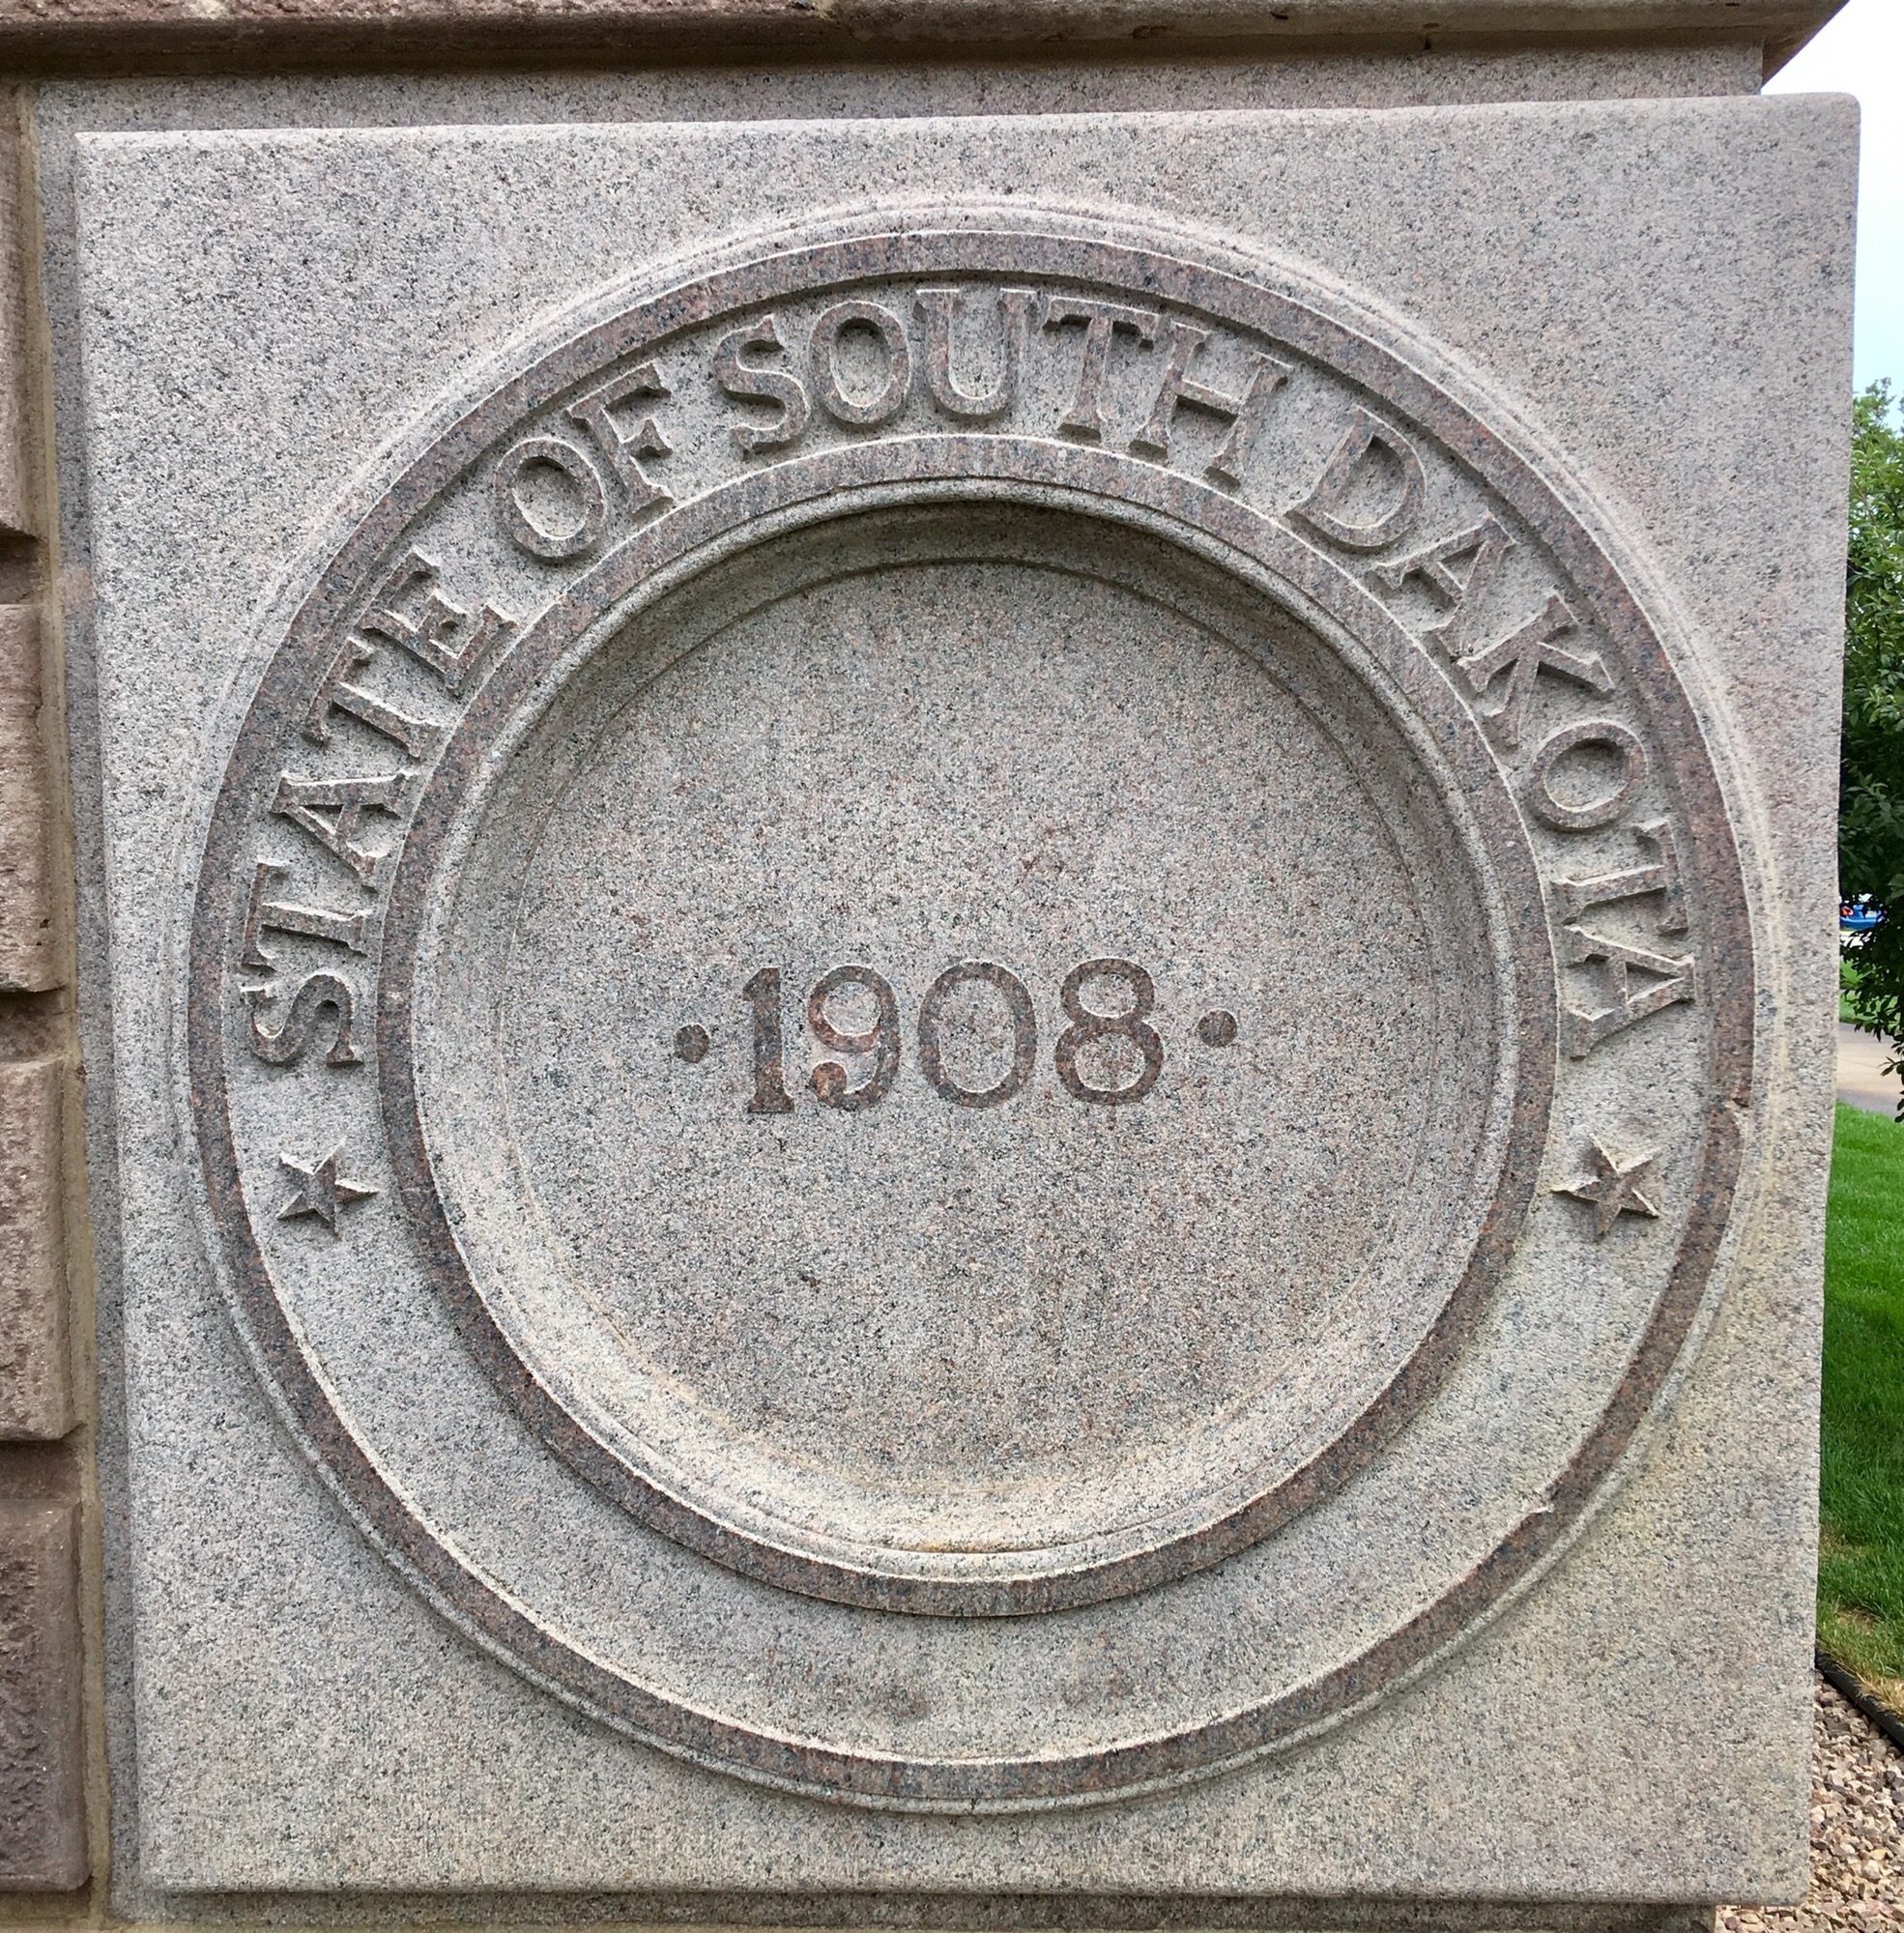 STATE OF SOUTH DAKOTA
·1908·